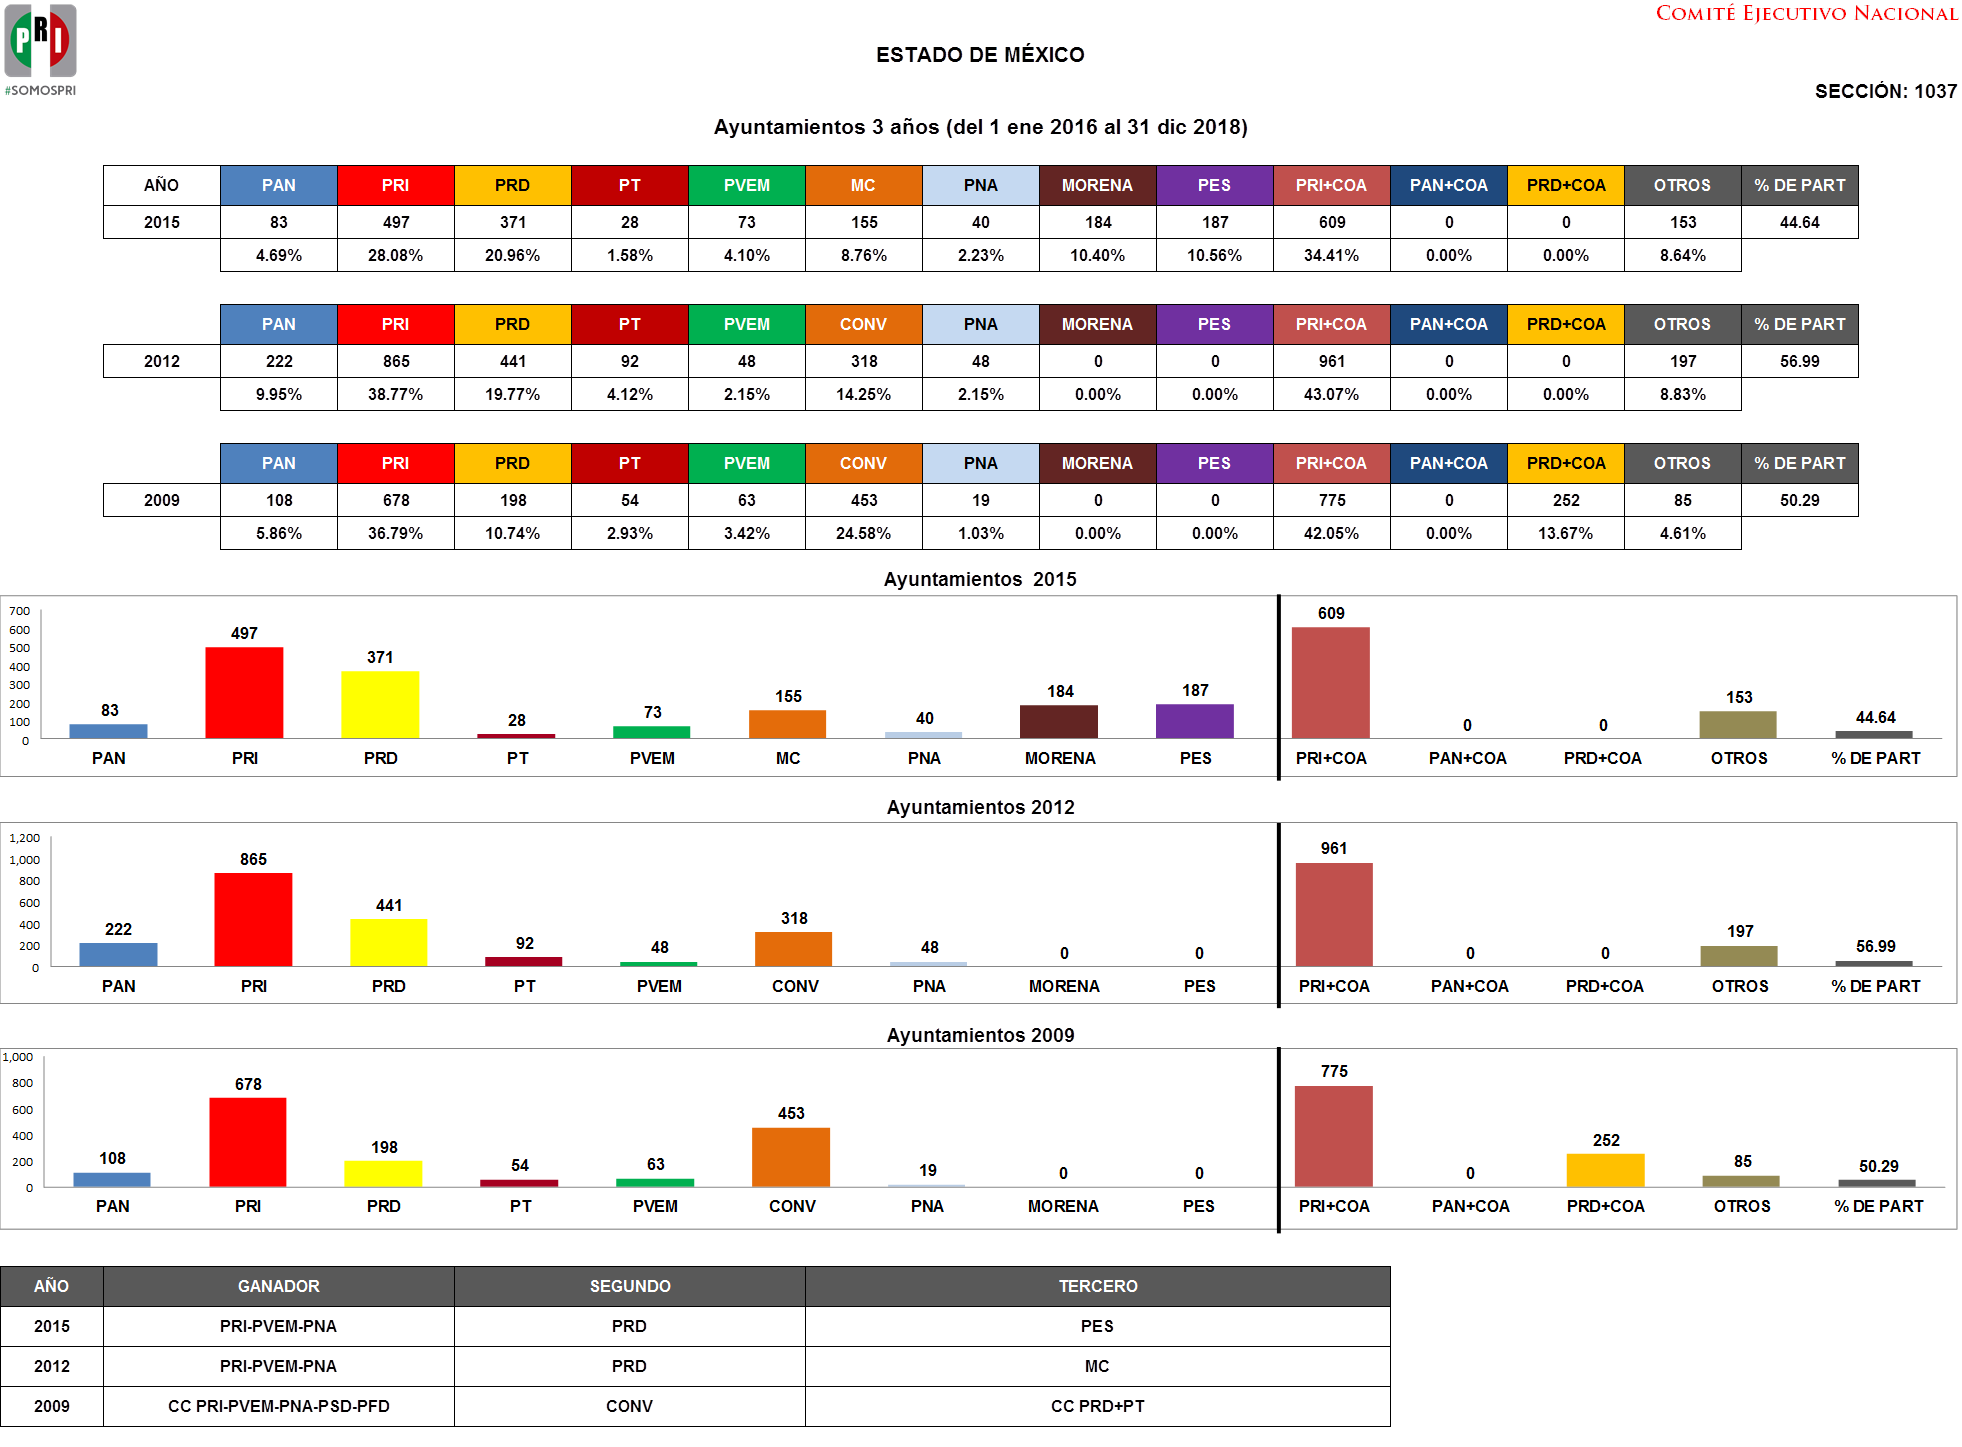 COMITÉ EJECUTIVO NACIONAL
PRI
#SOMOSPRI
ESTADO DE MÉXICO
SECCIÓN: 1037
Ayuntamientos 3 años (del 1 ene 2016 al 31 dic 2018)
AÑO PAN PRI PRD PT PVEM MC PNA MORENA PES PRI+COA PAN+COA PRD+COA OTROS % DE PART
2015 83 497 371 28 73 155 40 184 187 609 0 0 153 44.64
4.69% 28.08% 20.96% 1.58% 4.10% 8.76% 2.23% 10.40% 10.56% 34.41% 0.00% 0.00% 8.64%
PAN PRI PRD PT PVEM CONV PNA MORENA PES PRI+COA PAN+COA PRD+COA OTROS % DE PART
2012 222 865 441 92 48 318 48 0 0 961 0 0 197 56.99
9.95% 38.77% 19.77% 4.12% 2.15% 14.25% 2.15% 0.00% 0.00% 43.07% 0.00% 0.00% 8.83%
PAN PRI PRD PT PVEM CONV PNA MORENA PES PRI+COA PAN+COA PRD+COA OTROS % DE PART
2009 108 678 198 54 63 453 19 0 0 775 0 252 85 50.29
5.86% 36.79% 10.74% 2.93% 3.42% 24.58% 1.03% 0.00% 0.00% 42.05% 0.00% 13.67% 4.61%
Ayuntamientos 2015
700
600
500
400
300
200
100
0
83 497 371 28 73 155 40 184 187 609 0 0 153 44.64
PAN PRI PRD PT PVEM MC PNA MORENA PES PRI+COA PAN+COA PRD+COA OTROS % DE PART
Ayuntamientos 2012
1,200
1,000
800
600
400
200
0
222 865 441 92 48 318 48 0 0 961 0 0 197 56.99
PAN PRI PRD PT PVEM CONV PNA MORENA PES PRI+COA PAN+COA PRD+COA OTROS % DE PART
Ayuntamientos 2009
1,000
800
600
400
200
0
108 678 198 54 63 453 19 0 0 775 0 252 85 50.29
PAN PRI PRD PT PVEM CONV PNA MORENA PES PRI+COA PAN+COA PRD+COA OTROS % DE PART
AÑO GANADOR SEGUNDO TERCERO
2015 PRI-PVEM-PNA PRD PES
2012 PRI-PVEM-PNA PRD MC
2009 CC PRI-PVEM-PNA-PSD-PFD CONV CC PRD+PT